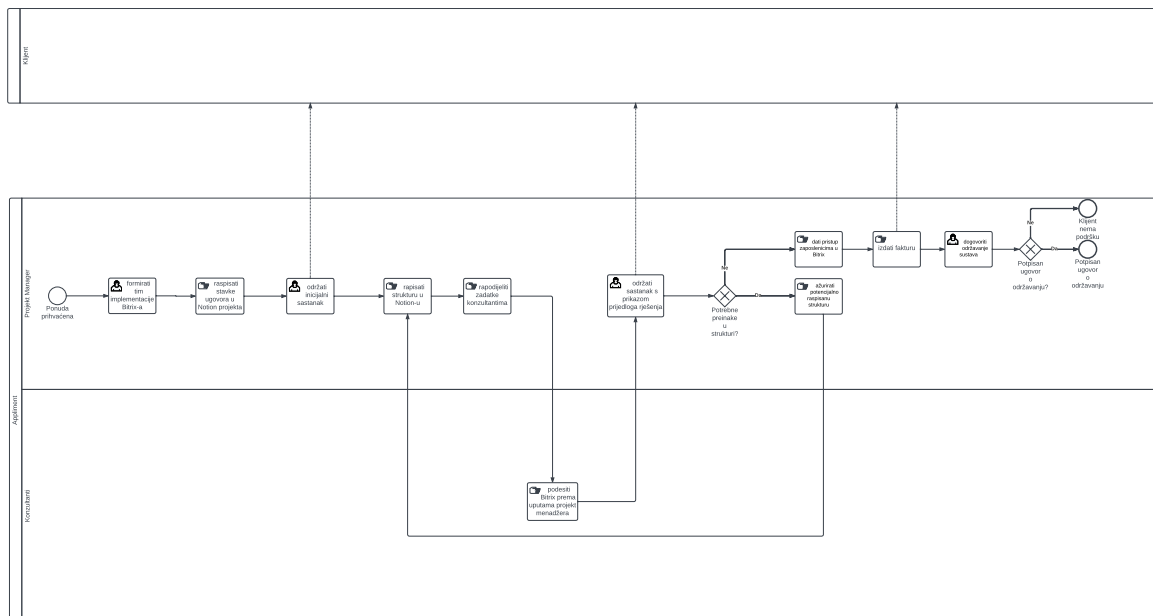 Klijent
Appliment
Projekt Manager
Ponuda
prihvaćena
formirati
tim
implementacije
Bitrix-a
raspisati
stavke
ugovora u
Notion projekta
održati
inicijalni
sastanak
rapisati
strukturu u
Notion-u
rapodijeliti
zadatke
konzultantima
održati
sastanak s
prikazom
prijedloga rješenja
Potrebne
preinake
u
strukturi?
Ne
Da
dati pristup
zaposlenicima u
Bitrix
ažurirati
potencijalno
raspisanu
strukturu
izdati fakturu
dogovoriti
održavanje
sustava
Potpisan
ugovor
o
održavanju?
Ne
Da
Klijent
nema
podršku
Potpisan
ugovor
o
održavanju
Konzultanti
podesiti
Bitrix prema
uputama projekt
menadžera